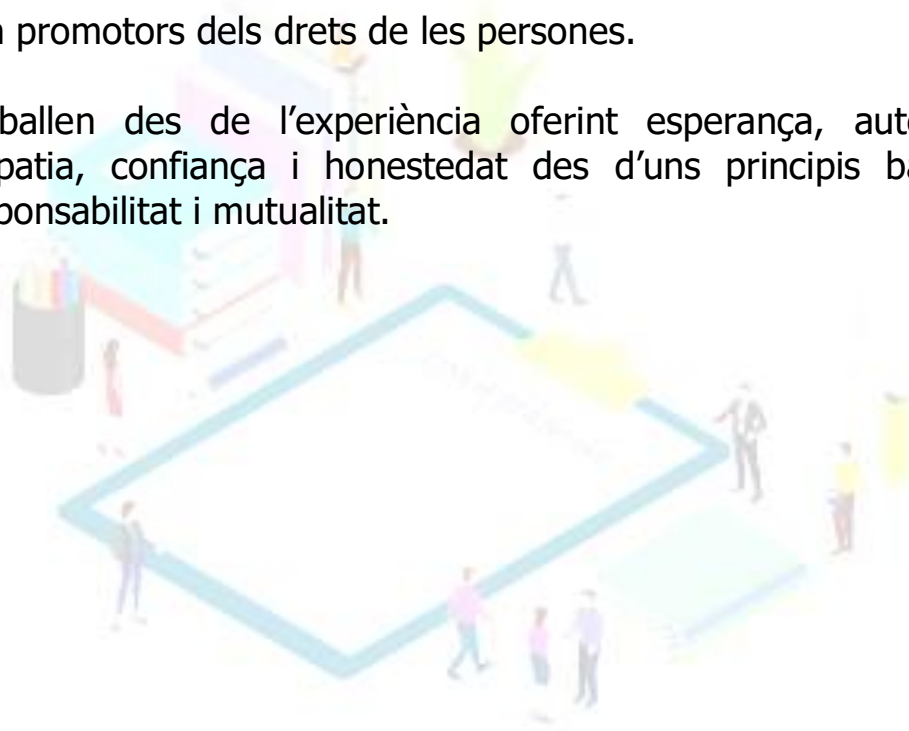 promotors dels drets de les persones.
ballen des de l’experiència oferint esperança, aut
patia, confiança i honestedat des d’uns principis ba
ponsabilitat i mutualitat.